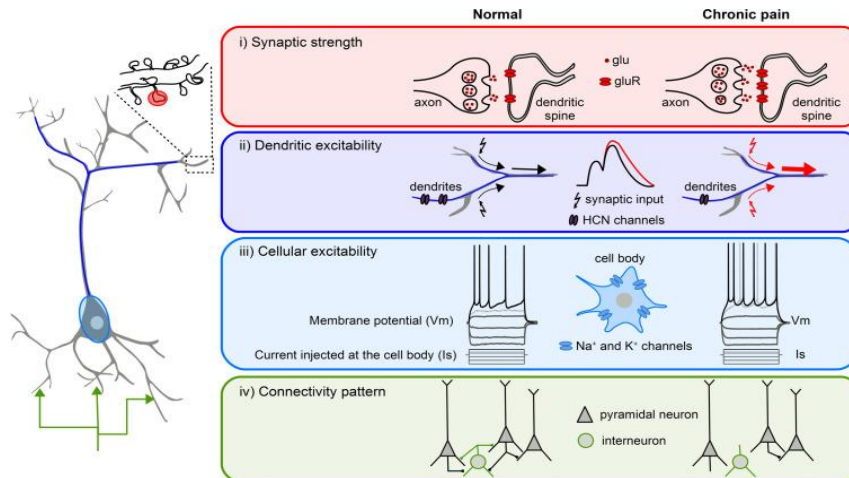 Normal
Chronic pain
i) Synaptic strength
glu
gluR
axon
dendritic
spine
axon
dendritic
spine
ii) Dendritic excitability
dendrites
synaptic input
HCN channels
dendrites
iii) Cellular excitability
cell body
Membrane potential (Vm)
Vm
Current injected at the cell body (Is)
Na⁺ and K⁺ channels
Is
iv) Connectivity pattern
pyramidal neuron
interneuron